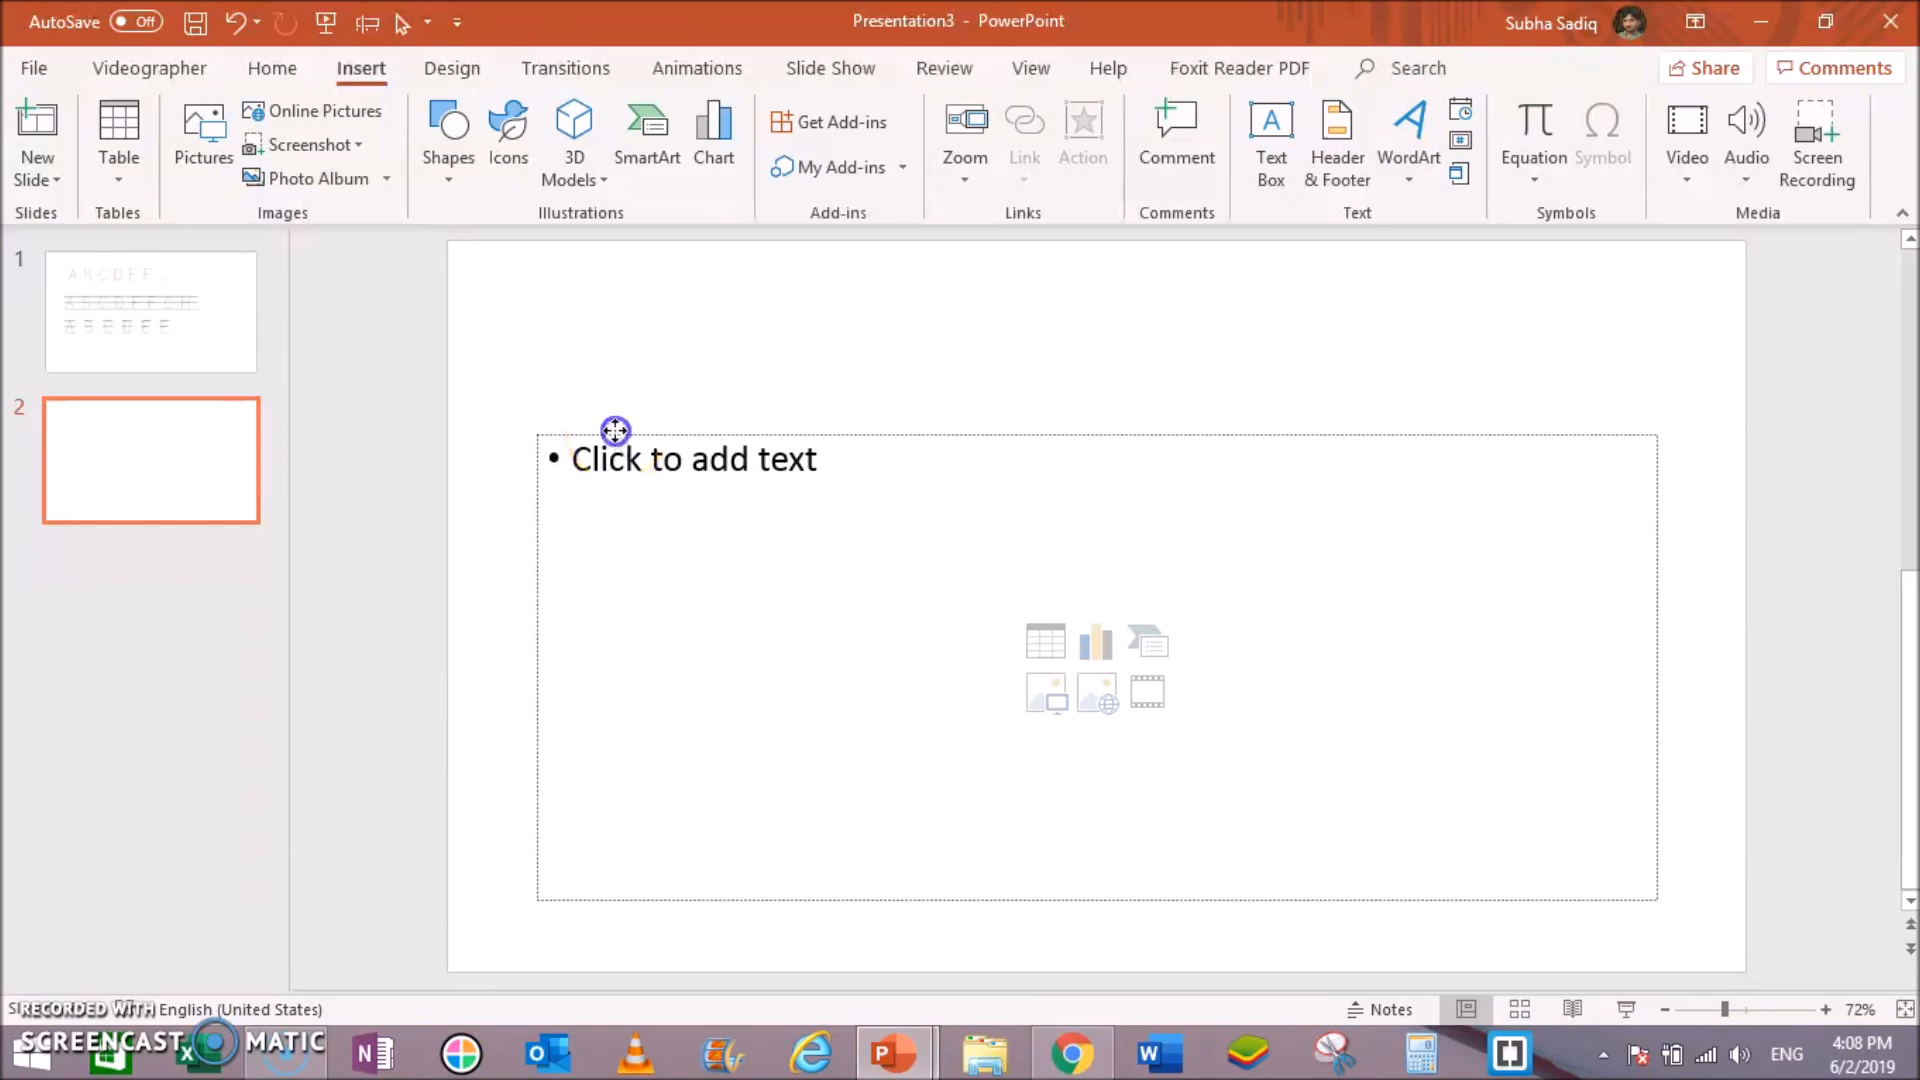 AutoSave Off
Presentation3 - PowerPoint
Subha Sadiq
File Videographer Home Insert Design Transitions Animations Slide Show Review View Help Foxit Reader PDF Search Share Comments
New Slide
Table
Pictures
Online Pictures
Screenshot
Photo Album
Shapes
Icons
3D Models
SmartArt
Chart
Get Add-ins
My Add-ins
Zoom
Link
Action
Comment
Text Box
Header & Footer
WordArt
Equation
Symbol
Video
Audio
Screen Recording
Slides Tables Images Illustrations Add-ins Links Comments Text Symbols Media
1
A B C D E F
2
• Click to add text
RECORDED WITH
English (United States)
Notes
72%
SCREENCAST MATIC
ENG
4:08 PM
6/2/2019